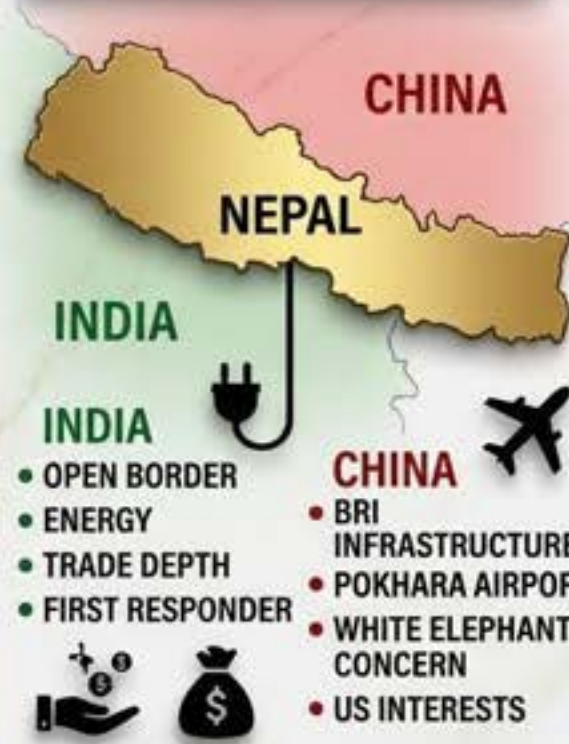 CHINA
NEPAL
INDIA
INDIA
• OPEN BORDER
• ENERGY
• TRADE DEPTH
• FIRST RESPONDER
CHINA
• BRI
INFRASTRUCTURE
• POKHARA AIRPOR
• WHITE ELEPHANT
CONCERN
• US INTERESTS
$
$
$